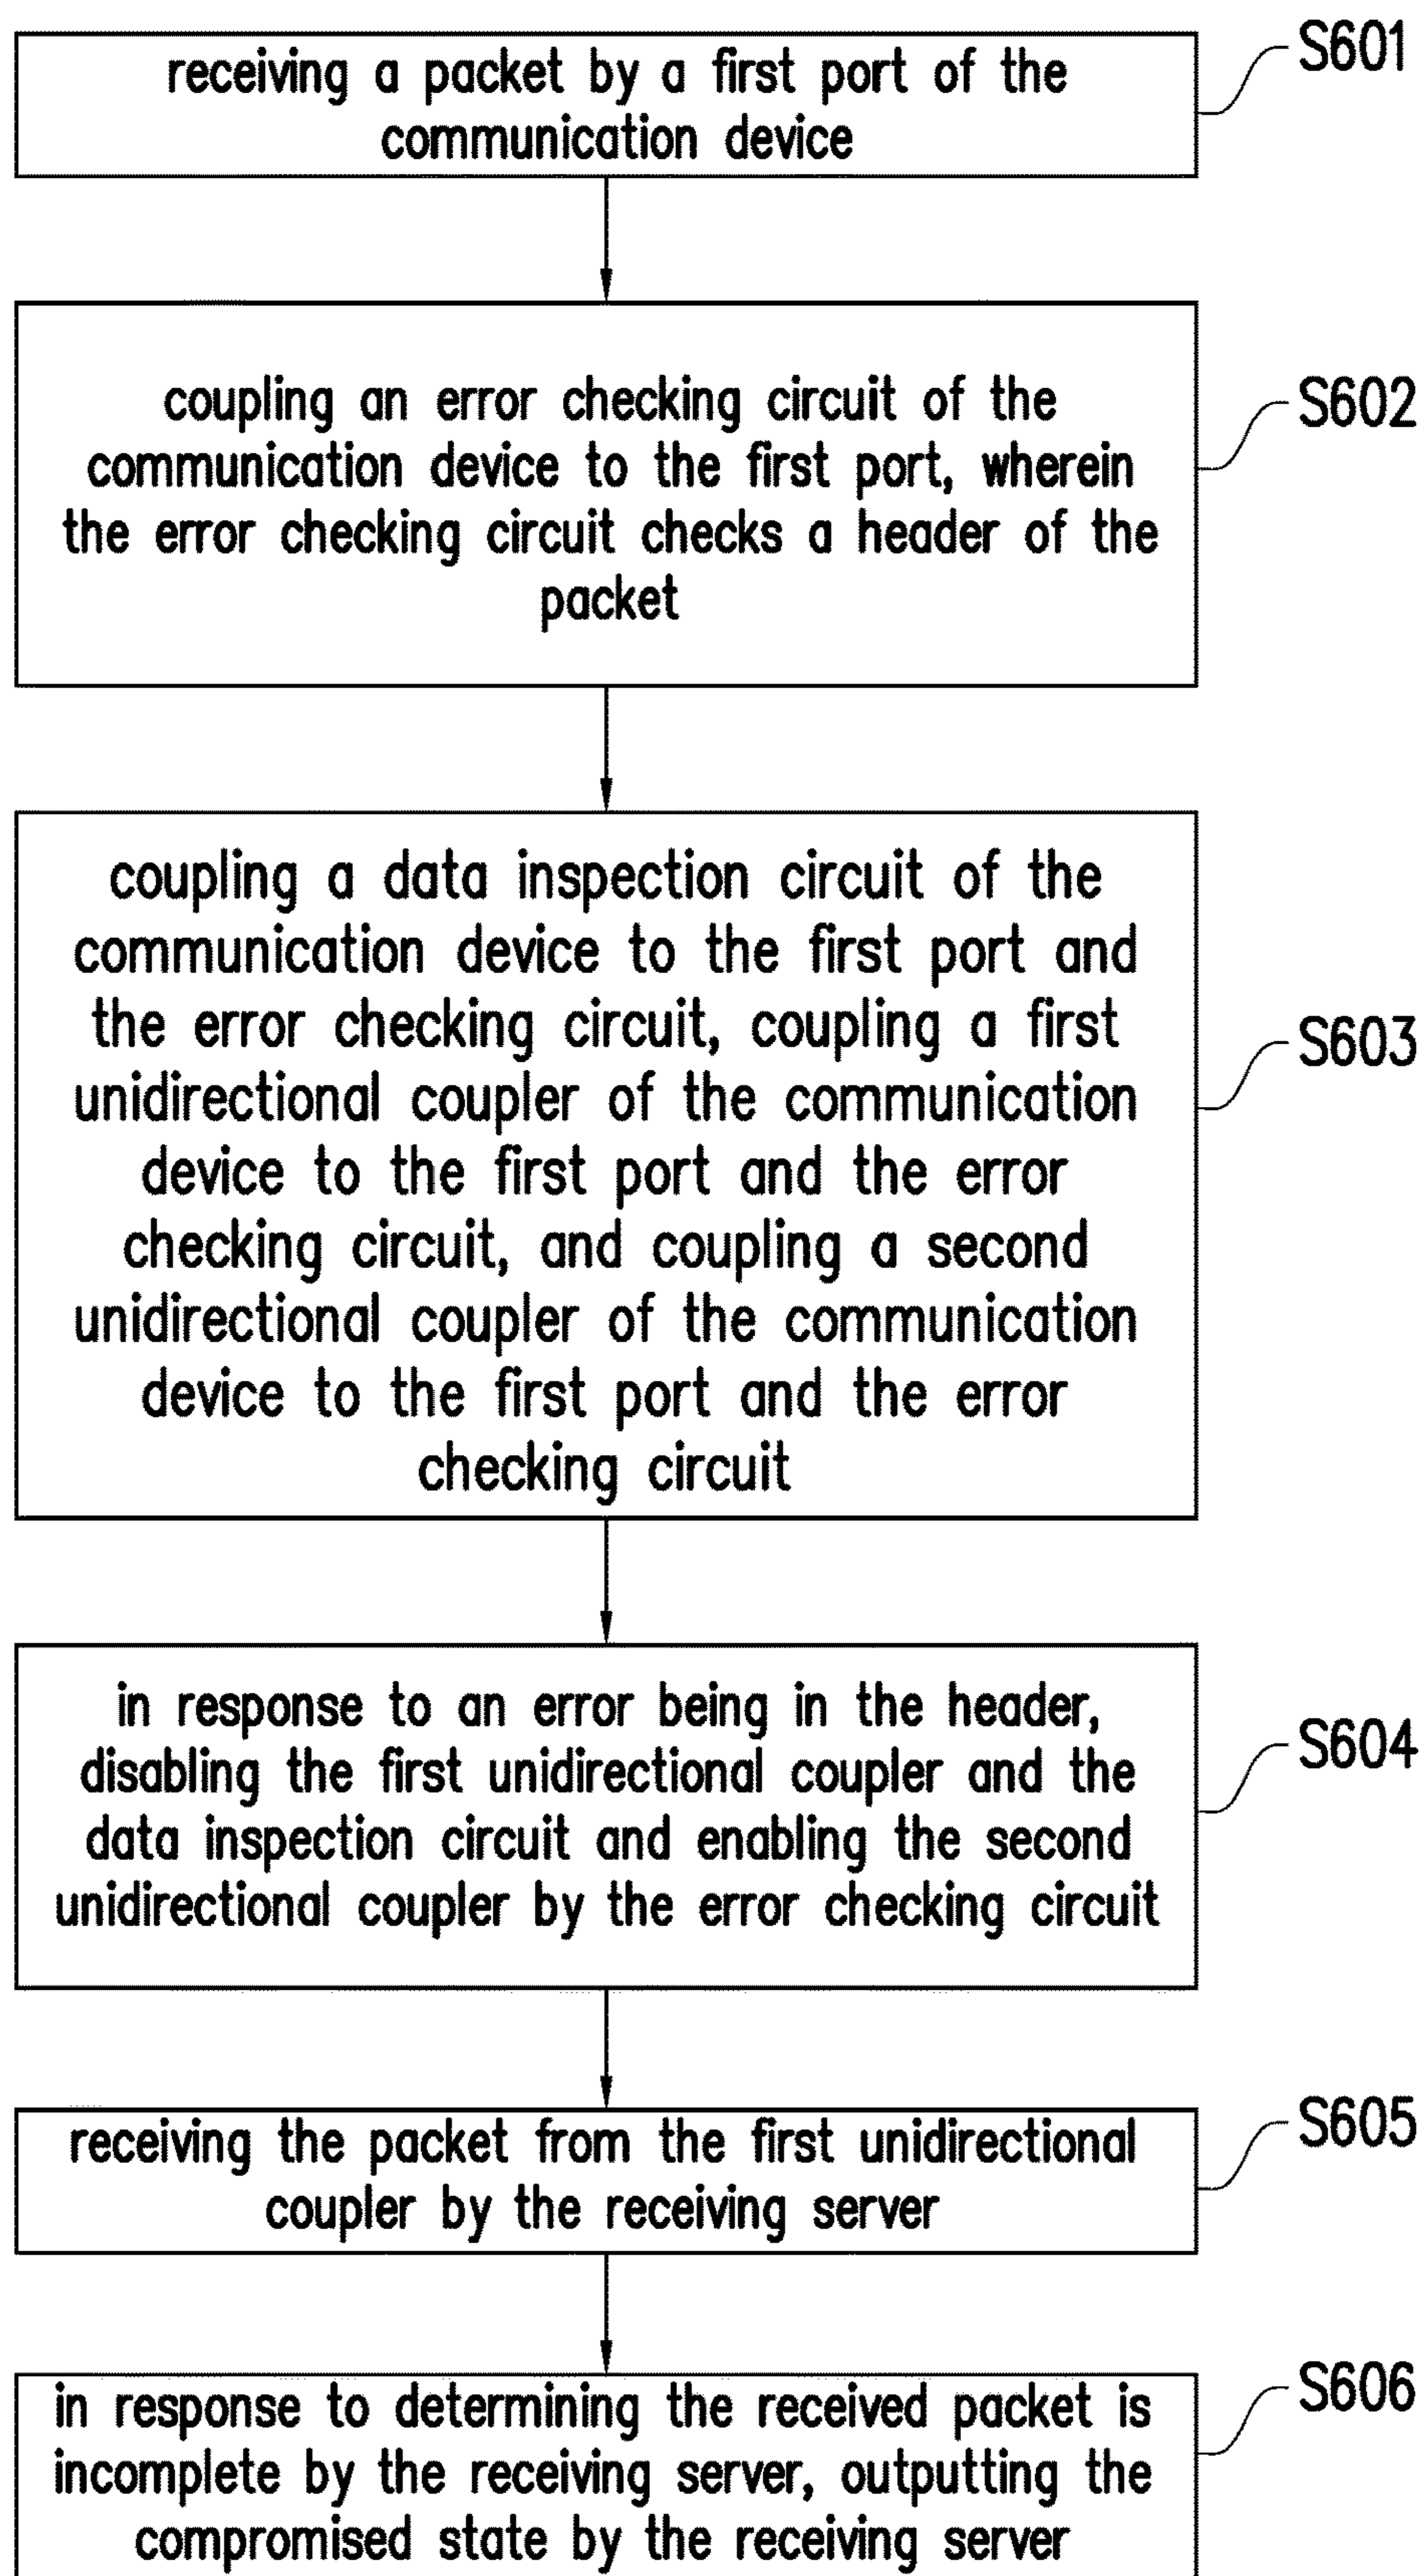 receiving a packet by a first port of the
communication device
S601
coupling an error checking circuit of the
communication device to the first port, wherein
the error checking circuit checks a header of the
packet
S602
coupling a data inspection circuit of the
communication device to the first port and
the error checking circuit, coupling a first
unidirectional coupler of the communication
device to the first port and the error
checking circuit, and coupling a second
unidirectional coupler of the communication
device to the first port and the error
checking circuit
S603
in response to an error being in the header,
disabling the first unidirectional coupler and the
data inspection circuit and enabling the second
unidirectional coupler by the error checking circuit
S604
receiving the packet from the first unidirectional
coupler by the receiving server
S605
in response to determining the received packet is
incomplete by the receiving server, outputting the
compromised state by the receiving server
S606